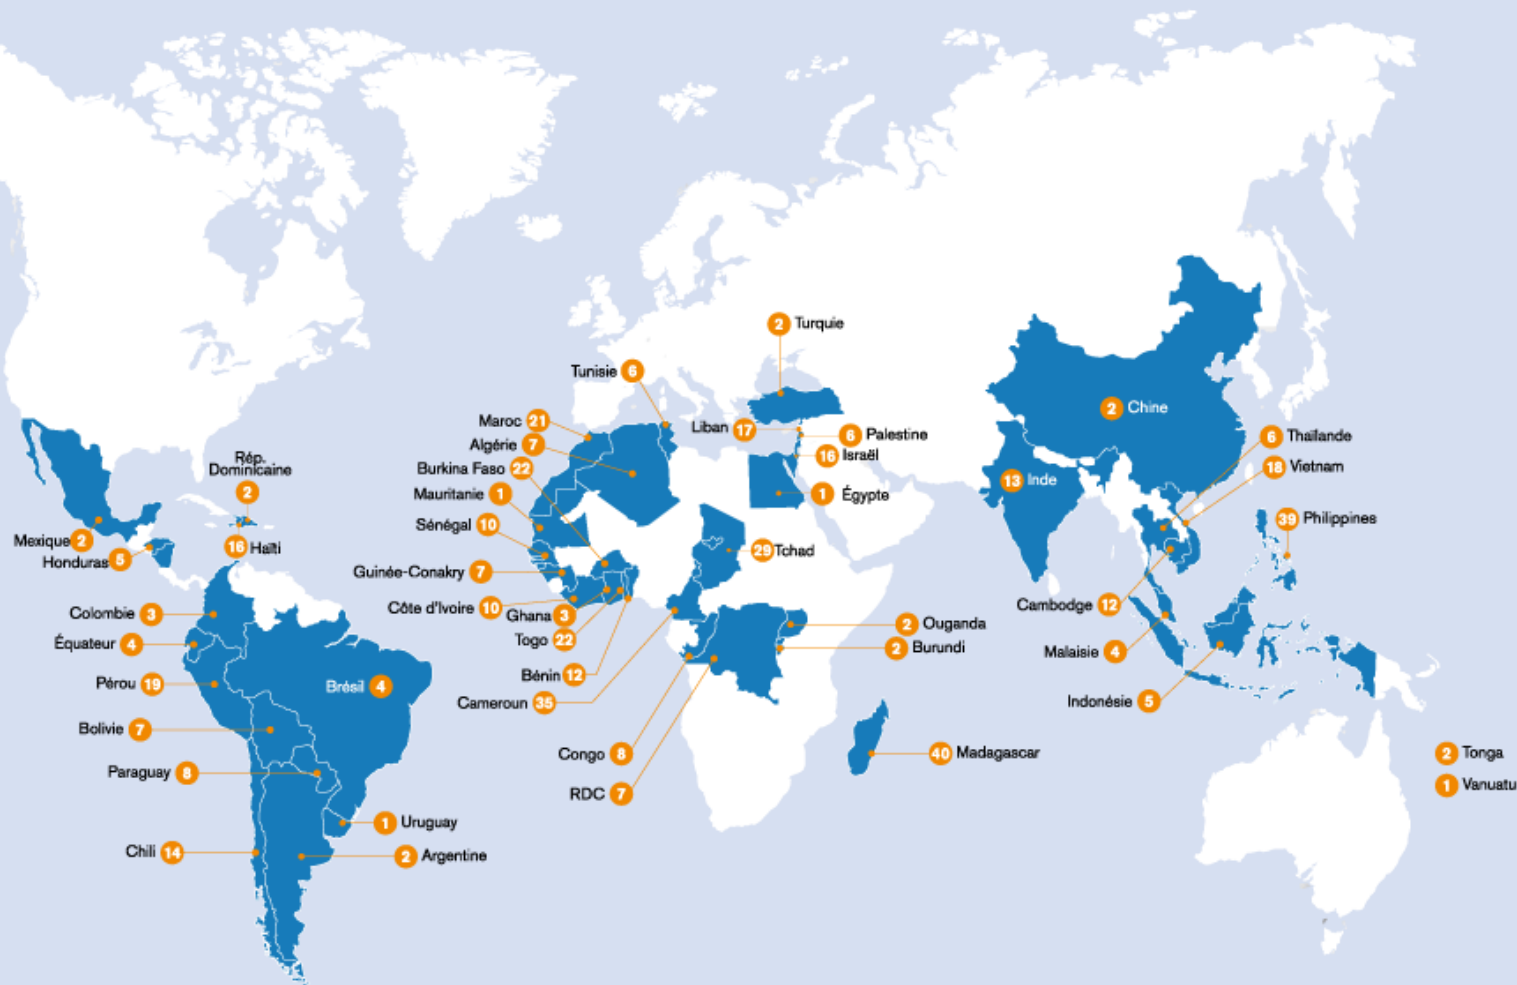 2 Turquie
Tunisie 6
Maroc 21
Liban 17
6 Palestine
Algérie 7
16 Israël
Burkina Faso 22
Mauritanie 1
1 Égypte
Sénégal 10
Guinée-Conakry 7
29 Tchad
Côte d'Ivoire 10
Ghana 3
Togo 22
Bénin 12
Cameroun 35
Congo 8
RDC 7
2 Ouganda
2 Burundi
40 Madagascar
Rép.
Dominicaine
2
Mexique 2
16 Haïti
Honduras 5
Colombie 3
Équateur 4
Pérou 19
Brésil 4
Bolivie 7
Paraguay 8
1 Uruguay
Chili 14
2 Argentine
2 Chine
13 Inde
6 Thaïlande
18 Vietnam
39 Philippines
Cambodge 12
Malaisie 4
Indonésie 5
2 Tonga
1 Vanuatu